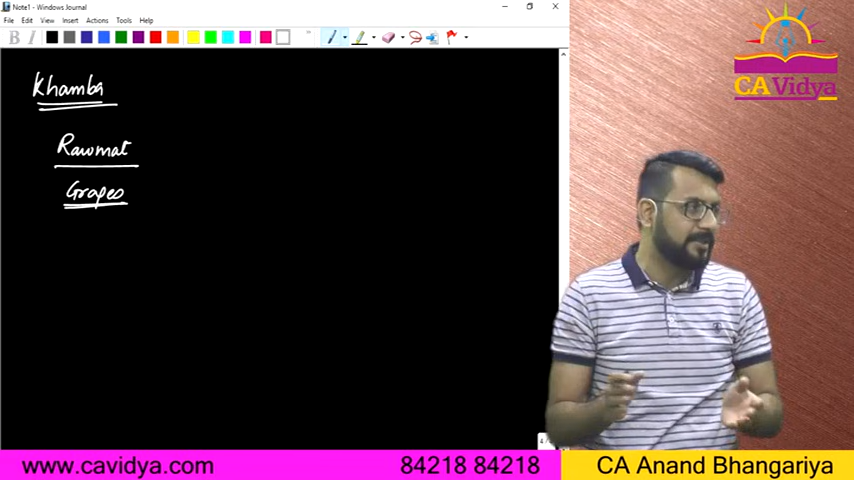 Note1 - Windows Journal
File Edit View Insert Actions Tools Help
B I
Khamba
Rawmat
Grapes
CA Vidya
www.cavidya.com
84218 84218
CA Anand Bhangariya